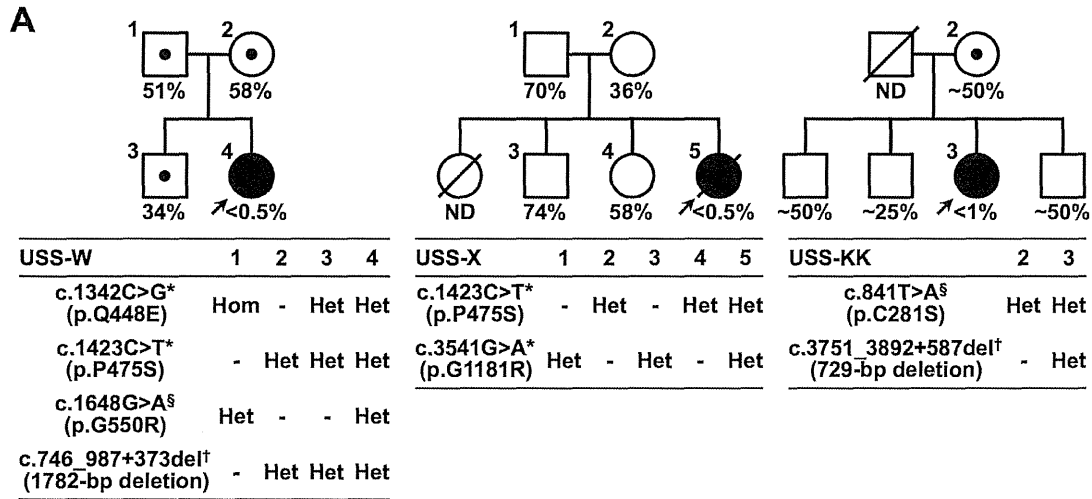 A
1 2
51% 58%
3 4
34% <0.5%
USS-W 1 2 3 4
c.1342C>G*
(p.Q448E) Hom - Het Het
c.1423C>T*
(p.P475S) - Het Het Het
c.1648G>A§
(p.G550R) Het - - Het
c.746_987+373del†
(1782-bp deletion) - Het Het Het
1 2
70% 36%
3 4 5
ND 74% 58% <0.5%
USS-X 1 2 3 4 5
c.1423C>T*
(p.P475S) - Het - Het Het
c.3541G>A*
(p.G1181R) Het - Het - Het
2
ND ~50%
3
~50% ~25% <1% ~50%
USS-KK 2 3
c.841T>A§
(p.C281S) Het Het
c.3751_3892+587del†
(729-bp deletion) - Het